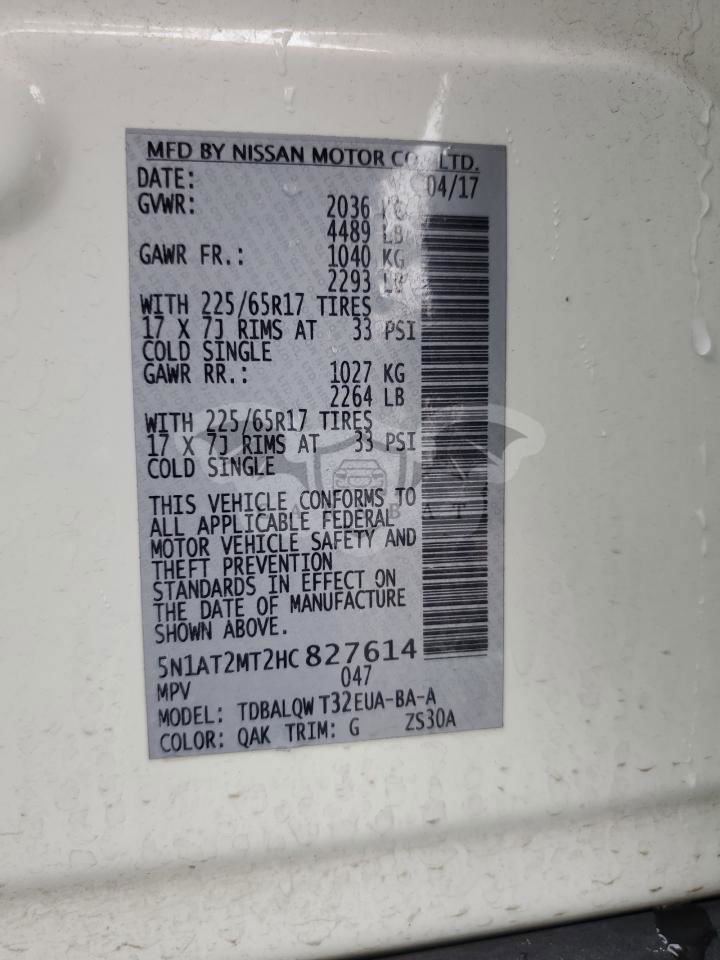 MFD BY NISSAN MOTOR CO., LTD.
DATE: 04/17
GVWR: 2036 KG
4489 LB
GAWR FR.: 1040 KG
2293 LB
WITH 225/65R17 TIRES
17 X 7J RIMS AT 33 PSI
COLD SINGLE
GAWR RR.: 1027 KG
2264 LB
WITH 225/65R17 TIRES
17 X 7J RIMS AT 33 PSI
COLD SINGLE
THIS VEHICLE CONFORMS TO
ALL APPLICABLE FEDERAL
MOTOR VEHICLE SAFETY AND
THEFT PREVENTION
STANDARDS IN EFFECT ON
THE DATE OF MANUFACTURE
SHOWN ABOVE.
5N1AT2MT2HC827614
MPV 047
MODEL: TDBALQW T32EUA-BA-A
COLOR: QAK TRIM: G ZS30A